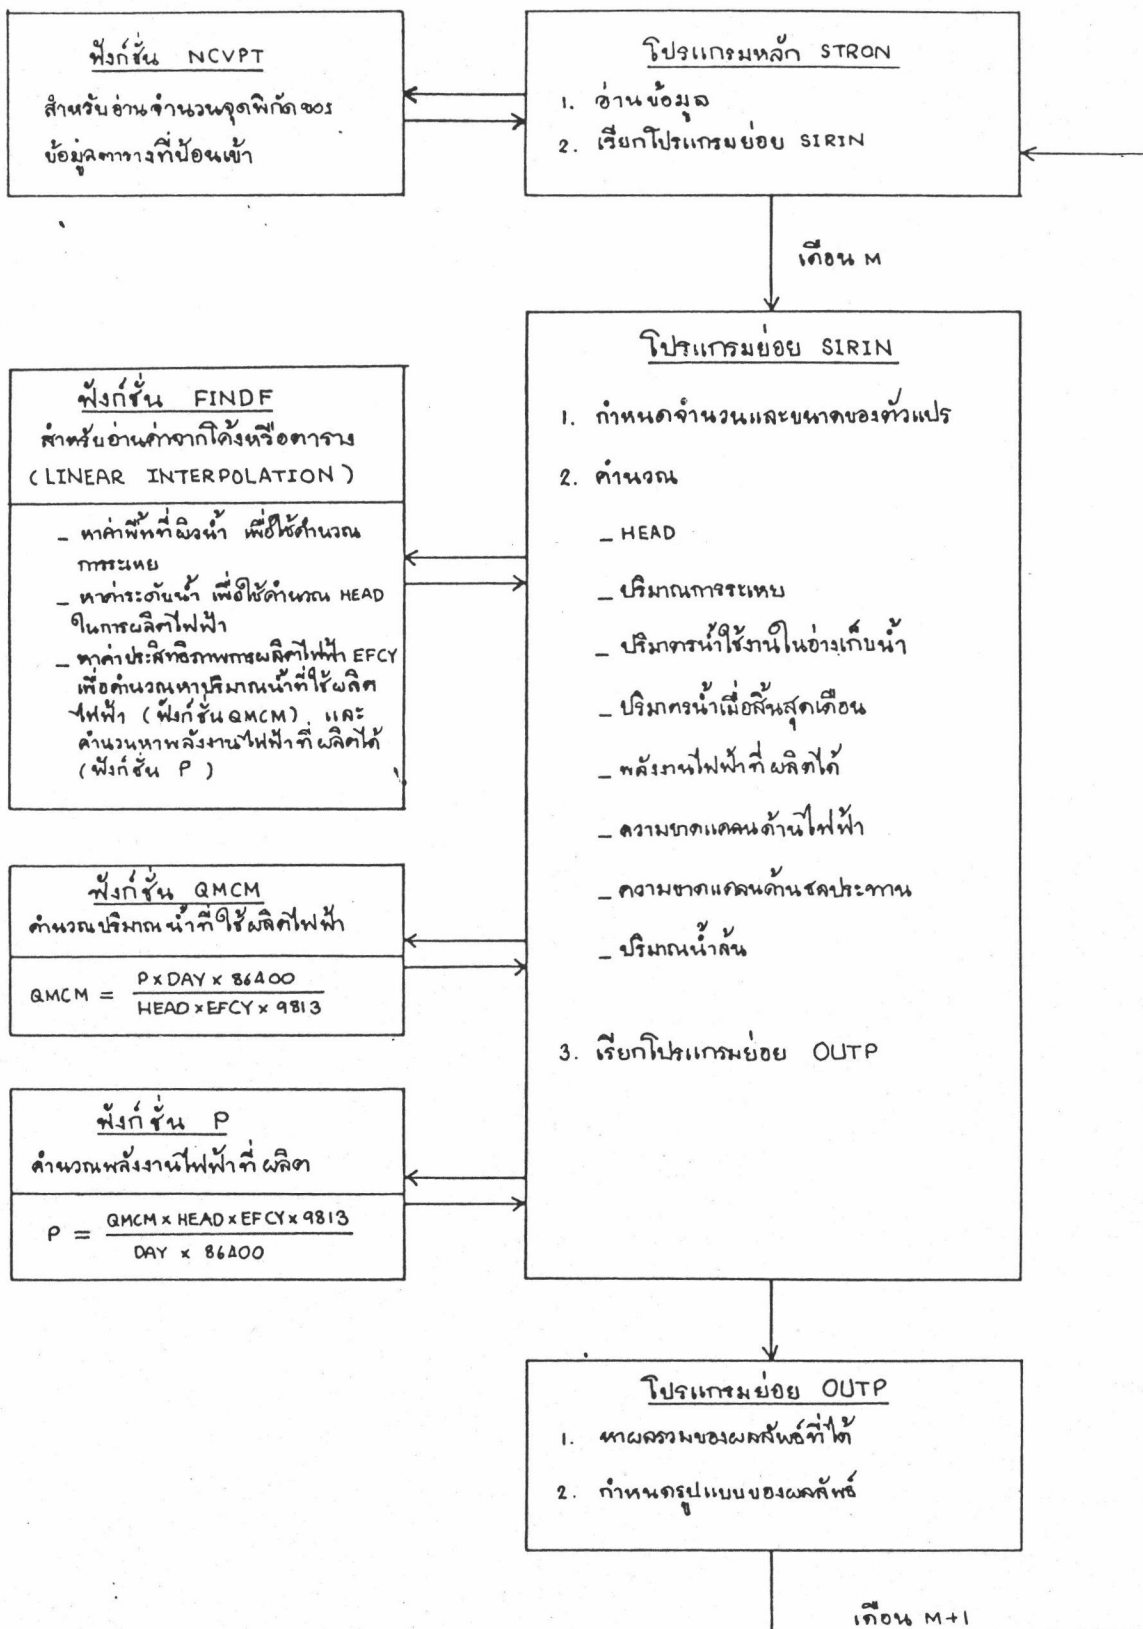 ฟังก์ชั่น NCVPT
สำหรับอ่านจำนวนจุดพิกัดของ
ข้อมูลตารางที่ป้อนเข้า
โปรแกรมหลัก STRON
1. อ่านข้อมูล
2. เรียกโปรแกรมย่อย SIRIN
เดือน M
ฟังก์ชั่น FINDF
สำหรับอ่านค่าจากโค้งหรือตาราง
(LINEAR INTERPOLATION)
_ หาค่าพื้นที่ผิวน้ำ เพื่อใช้คำนวณ
การระเหย
_ หาค่าระดับน้ำ เพื่อใช้คำนวณ HEAD
ในการผลิตไฟฟ้า
_ หาค่าประสิทธิภาพการผลิตไฟฟ้า EFCY
เพื่อคำนวณหาปริมาณน้ำที่ใช้ผลิต
ไฟฟ้า (ฟังก์ชั่น QMCM) และ
คำนวนหาพลังงานไฟฟ้าที่ผลิตได้
(ฟังก์ชั่น P)
ฟังก์ชั่น QMCM
คำนวณปริมาณน้ำที่ใช้ผลิตไฟฟ้า
QMCM = P x DAY x 86400
HEAD x EFCY x 9813
ฟังก์ชั่น P
คำนวณพลังงานไฟฟ้าที่ผลิต
P = QMCM x HEAD x EFCY x 9813
DAY x 86400
โปรแกรมย่อย SIRIN
1. กำหนดจำนวนและขนาดของตัวแปร
2. คำนวณ
_ HEAD
_ ปริมาณการระเหย
_ ปริมาตรน้ำใช้งานในอ่างเก็บน้ำ
_ ปริมาตรน้ำเมื่อสิ้นสุดเดือน
_ พลังงานไฟฟ้าที่ผลิตได้
_ ความขาดแคลนด้านไฟฟ้า
_ ความขาดแคลนด้านชลประทาน
_ ปริมาณน้ำล้น
3. เรียกโปรแกรมย่อย OUTP
โปรแกรมย่อย OUTP
1. หาผลรวมของผลลัพธ์ที่ได้
2. กำหนดรูปแบบของผลลัพธ์
เดือน M+1